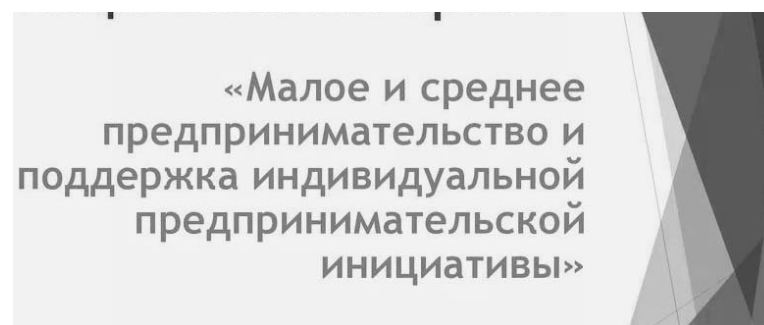 «Малое и среднее
предпринимательство и
поддержка индивидуальной
предпринимательской
инициативы»